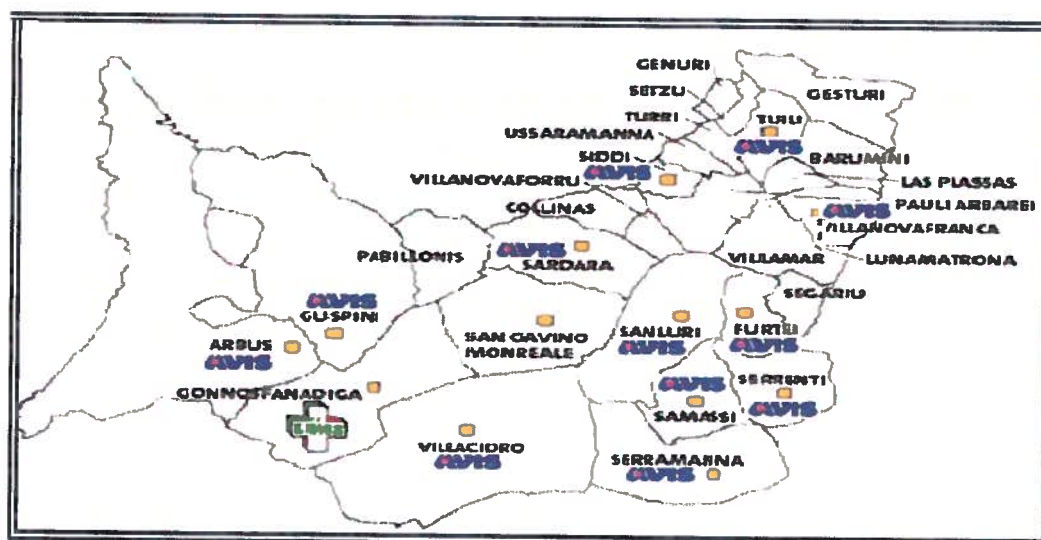 GENURI
SETZU
GESTURI
TURRI
TUILI
USSARAMANNA
AVIS
SIDDI
BARUMINI
AVIS
VILLANOVAFORRU
LAS PLASSAS
PAULI ARBAREI
AVIS
COLLINAS
VILLANOVAFRANCA
AVIS
PABILLONIS
SARDARA
VILLAMAR
LUNAMATRONA
SEGARIU
AVIS
GUSPINI
SAN GAVINO
MONREALE
SANLURI
FURTEI
ARBUS
AVIS
AVIS
AVIS
GONNOSFANADIGA
AVIS
SERRENTI
AVIS
SAMASSI
VILLACIDRO
AVIS
SERRAMANNA
AVIS